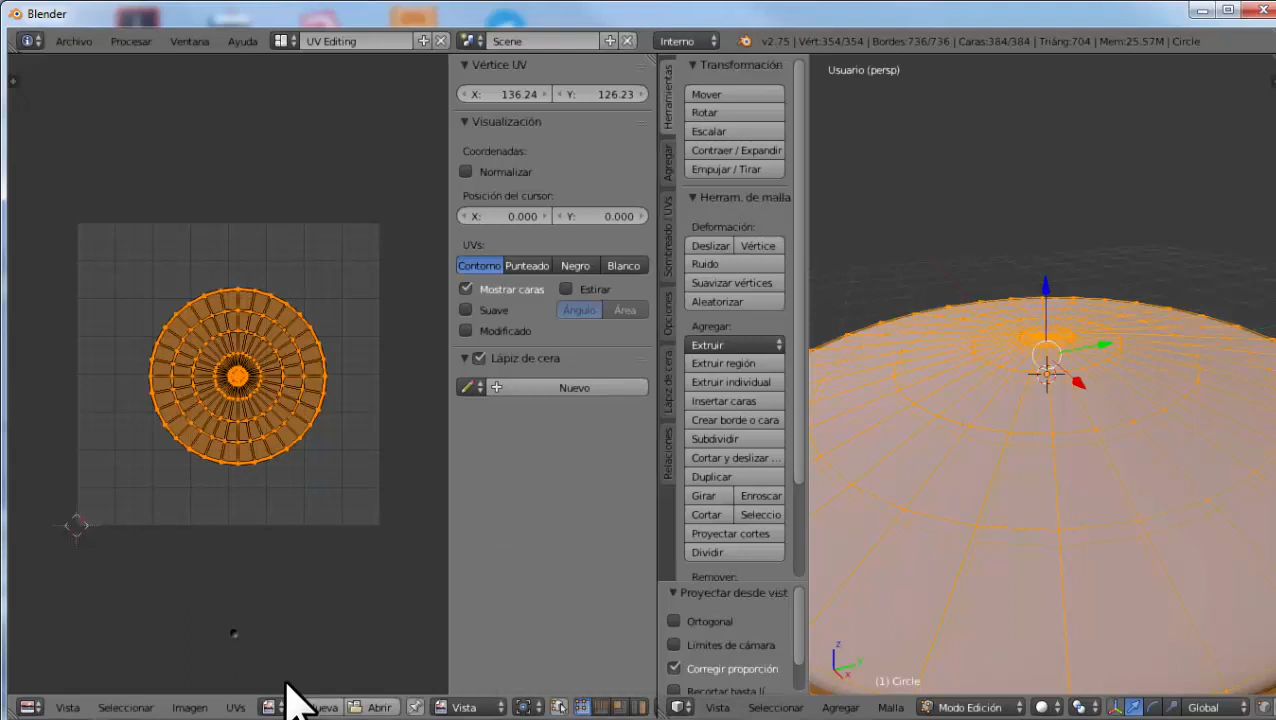 Blender
Archivo Procesar Ventana Ayuda UV Editing Scene Interno v2.75 | Vért:354/354 | Bordes:736/736 | Caras:384/384 | Triáng:704 | Mem:25.57M | Circle
Vértice UV
X: 136.24 Y: 126.23
Visualización
Coordenadas:
Normalizar
Posición del cursor:
X: 0.000 Y: 0.000
UVs:
Contorno Punteado Negro Blanco
Mostrar caras Estirar
Suave Ángulo Área
Modificado
Lápiz de cera
Nuevo
Herramientas
Agregar
Sombreado / UVs
Opciones
Lápiz de cera
Relaciones
Transformación
Mover
Rotar
Escalar
Contraer / Expandir
Empujar / Tirar
Herram. de malla
Deformación:
Deslizar Vértice
Ruido
Suavizar vértices
Aleatorizar
Agregar:
Extruir
Extruir región
Extruir individual
Insertar caras
Crear borde o cara
Subdividir
Cortar y deslizar ...
Duplicar
Girar Enroscar
Cortar Seleccio
Proyectar cortes
Dividir
Remover:
Proyectar desde vist
Ortogonal
Límites de cámara
Corregir proporción
Recortar hasta lí
Usuario (persp)
z
y
x
(1) Circle
Vista Seleccionar Imagen UVs ueva Abrir Vista
Vista Seleccionar Agregar Malla Modo Edición Global